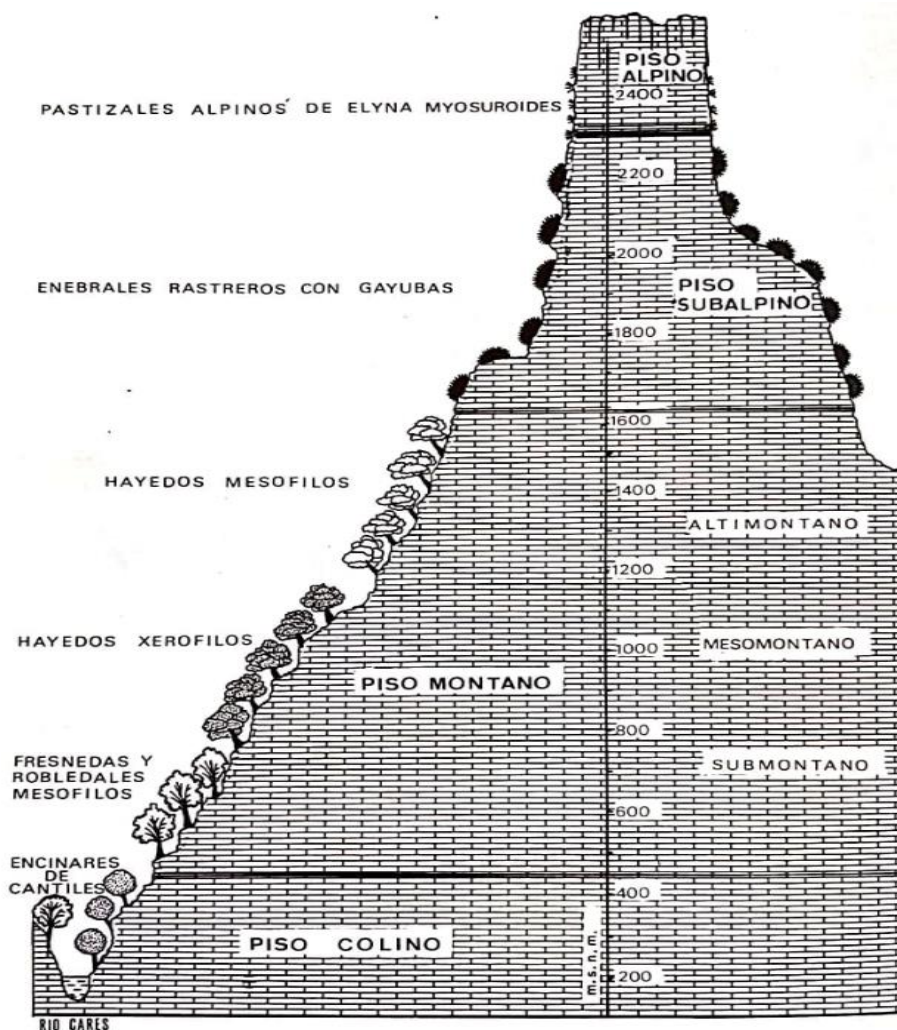 PISO
ALPINO
2400
PASTIZALES ALPINOS DE ELYNA MYOSUROIDES
2200
2000
ENEBRALES RASTREROS CON GAYUBAS
PISO
SUBALPINO
1800
1600
HAYEDOS MESOFILOS
1400
ALTIMONTANO
1200
HAYEDOS XEROFILOS
1000
MESOMONTANO
PISO MONTANO
800
FRESNEDAS Y
ROBLEDALES
MESOFILOS
SUBMONTANO
600
ENCINARES
DE
CANTILES
400
PISO COLINO
m.s.n.m.
200
RIO CARES